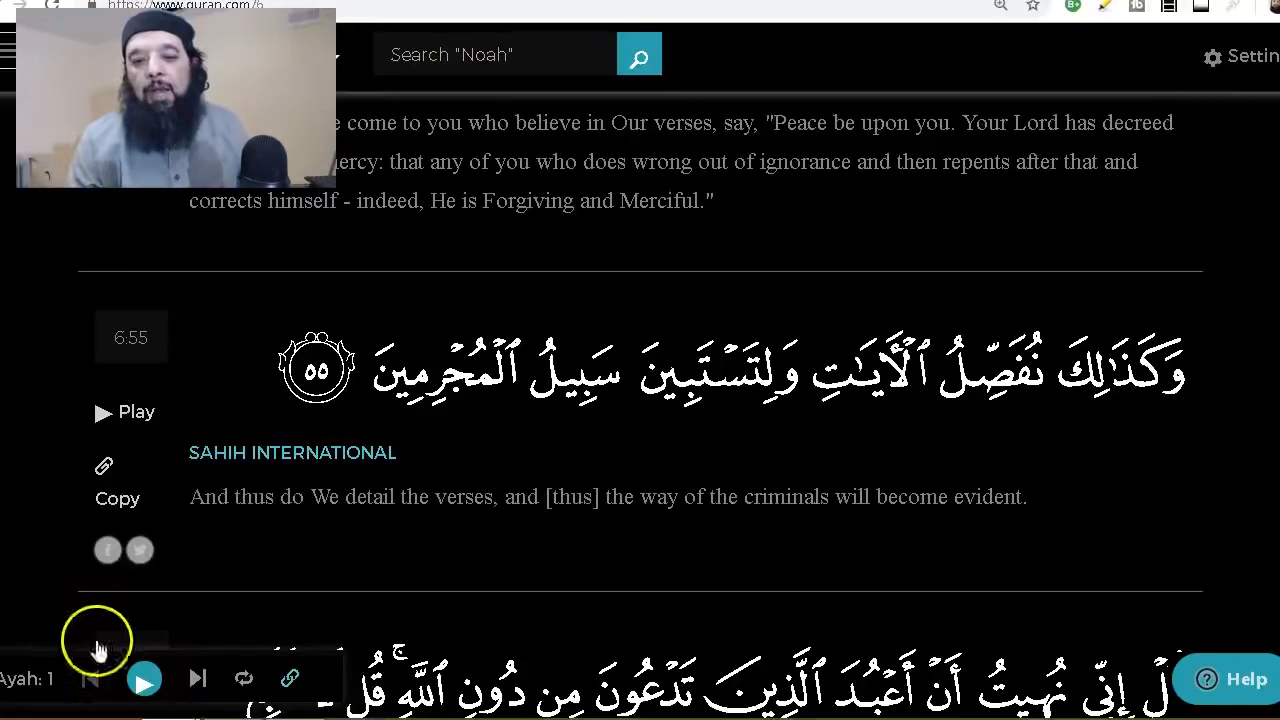 https://www.quran.com/6
Search "Noah"
come to you who believe in Our verses, say, "Peace be upon you. Your Lord has decreed
mercy: that any of you who does wrong out of ignorance and then repents after that and
corrects himself - indeed, He is Forgiving and Merciful."
6:55
وَكَذَٰلِكَ نُفَصِّلُ ٱلْأَيَـٰتِ وَلِتَسْتَبِينَ سَبِيلُ ٱلْمُجْرِمِينَ ٥٥
Play
SAHIH INTERNATIONAL
Copy
And thus do We detail the verses, and [thus] the way of the criminals will become evident.
إِنِّى نُهِيتُ أَنْ أَعْبُدَ ٱلَّذِينَ تَدْعُونَ مِن دُونِ ٱللَّهِ ۚ قُل
Ayah: 1
Help